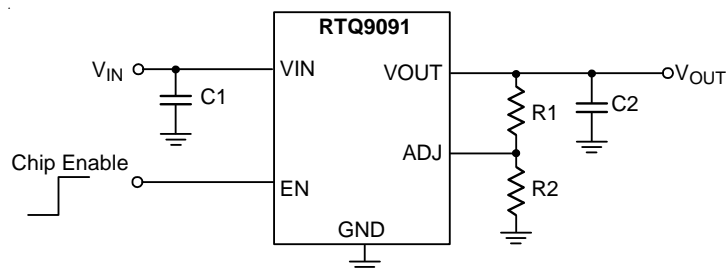 RTQ9091
VIN
VIN
VOUT
VOUT
C1
R1
C2
ADJ
Chip Enable
EN
R2
GND